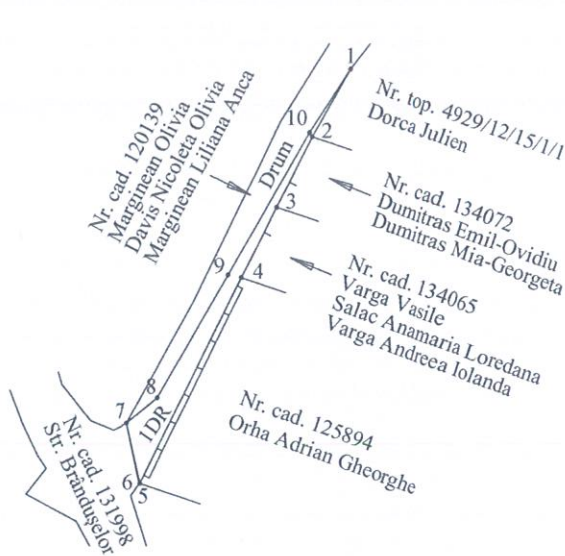 1
Nr. top. 4929/12/15/1/1
Dorca Julien
10
2
Drum
Nr. cad. 120139
Marginean Olivia
Davis Nicoleta Olivia
Marginean Liliana Anca
Nr. cad. 134072
Dumitras Emil-Ovidiu
Dumitras Mia-Georgeta
3
9
4
Nr. cad. 134065
Varga Vasile
Salac Anamaria Loredana
Varga Andreea Iolanda
8
7
1DR
Nr. cad. 125894
Orha Adrian Gheorghe
6
5
Nr. cad. 131998
Str. Brândușelor